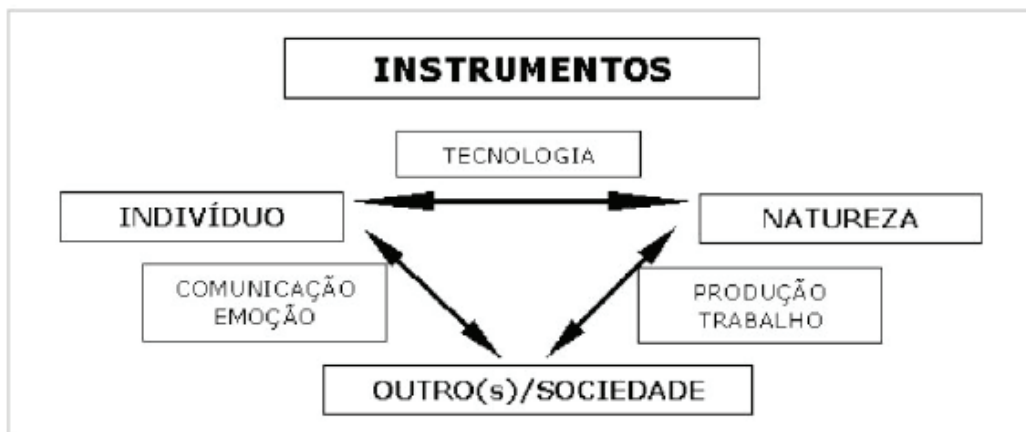 INSTRUMENTOS
TECNOLOGIA
INDIVÍDUO
NATUREZA
COMUNICAÇÃO
EMOÇÃO
PRODUÇÃO
TRABALHO
OUTRO(s)/SOCIEDADE